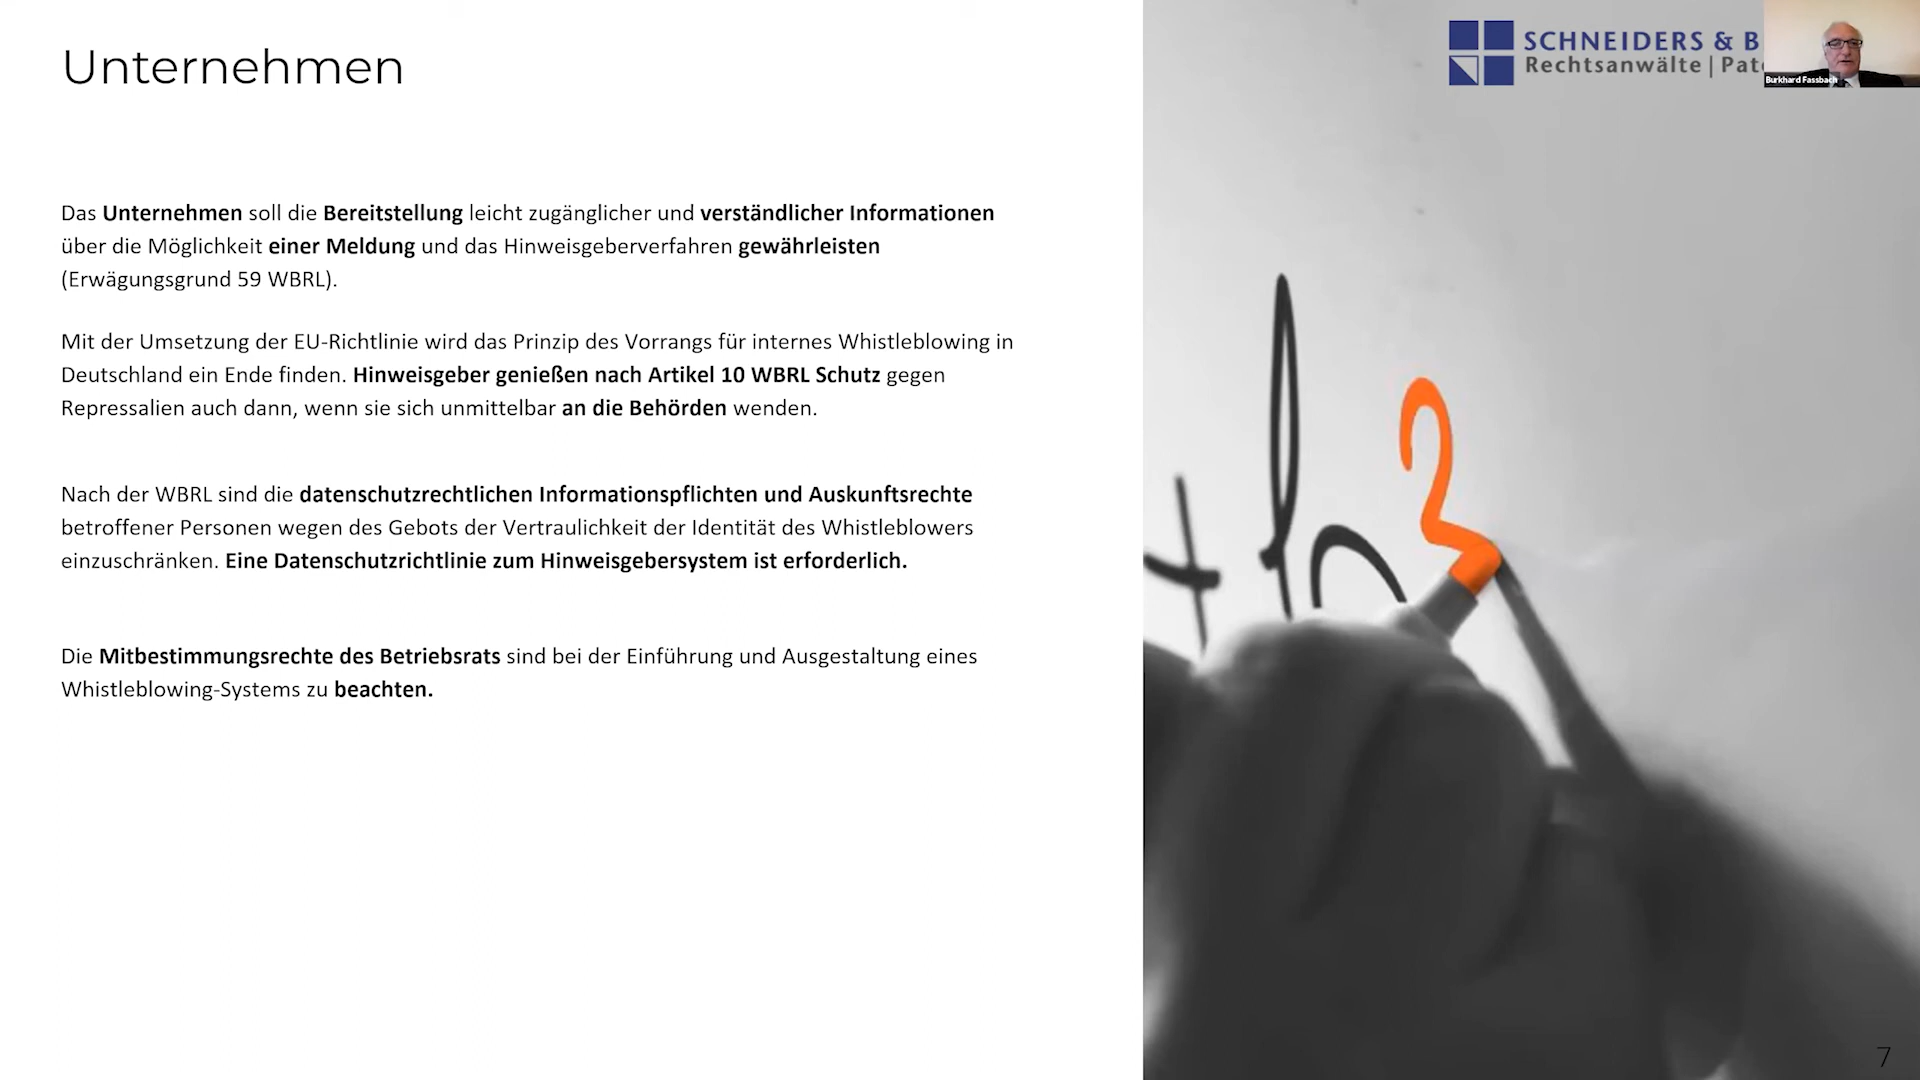 Unternehmen
SCHNEIDERS & B
Rechtsanwälte | Pat
Burkhard Fassbach
Das Unternehmen soll die Bereitstellung leicht zugänglicher und verständlicher Informationen
über die Möglichkeit einer Meldung und das Hinweisgeberverfahren gewährleisten
(Erwägungsgrund 59 WBRL).
Mit der Umsetzung der EU-Richtlinie wird das Prinzip des Vorrangs für internes Whistleblowing in
Deutschland ein Ende finden. Hinweisgeber genießen nach Artikel 10 WBRL Schutz gegen
Repressalien auch dann, wenn sie sich unmittelbar an die Behörden wenden.
Nach der WBRL sind die datenschutzrechtlichen Informationspflichten und Auskunftsrechte
betroffener Personen wegen des Gebots der Vertraulichkeit der Identität des Whistleblowers
einzuschränken. Eine Datenschutzrichtlinie zum Hinweisgebersystem ist erforderlich.
Die Mitbestimmungsrechte des Betriebsrats sind bei der Einführung und Ausgestaltung eines
Whistleblowing-Systems zu beachten.
7